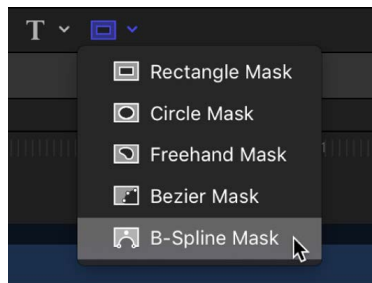 T
Rectangle Mask
Circle Mask
Freehand Mask
Bezier Mask
B-Spline Mask